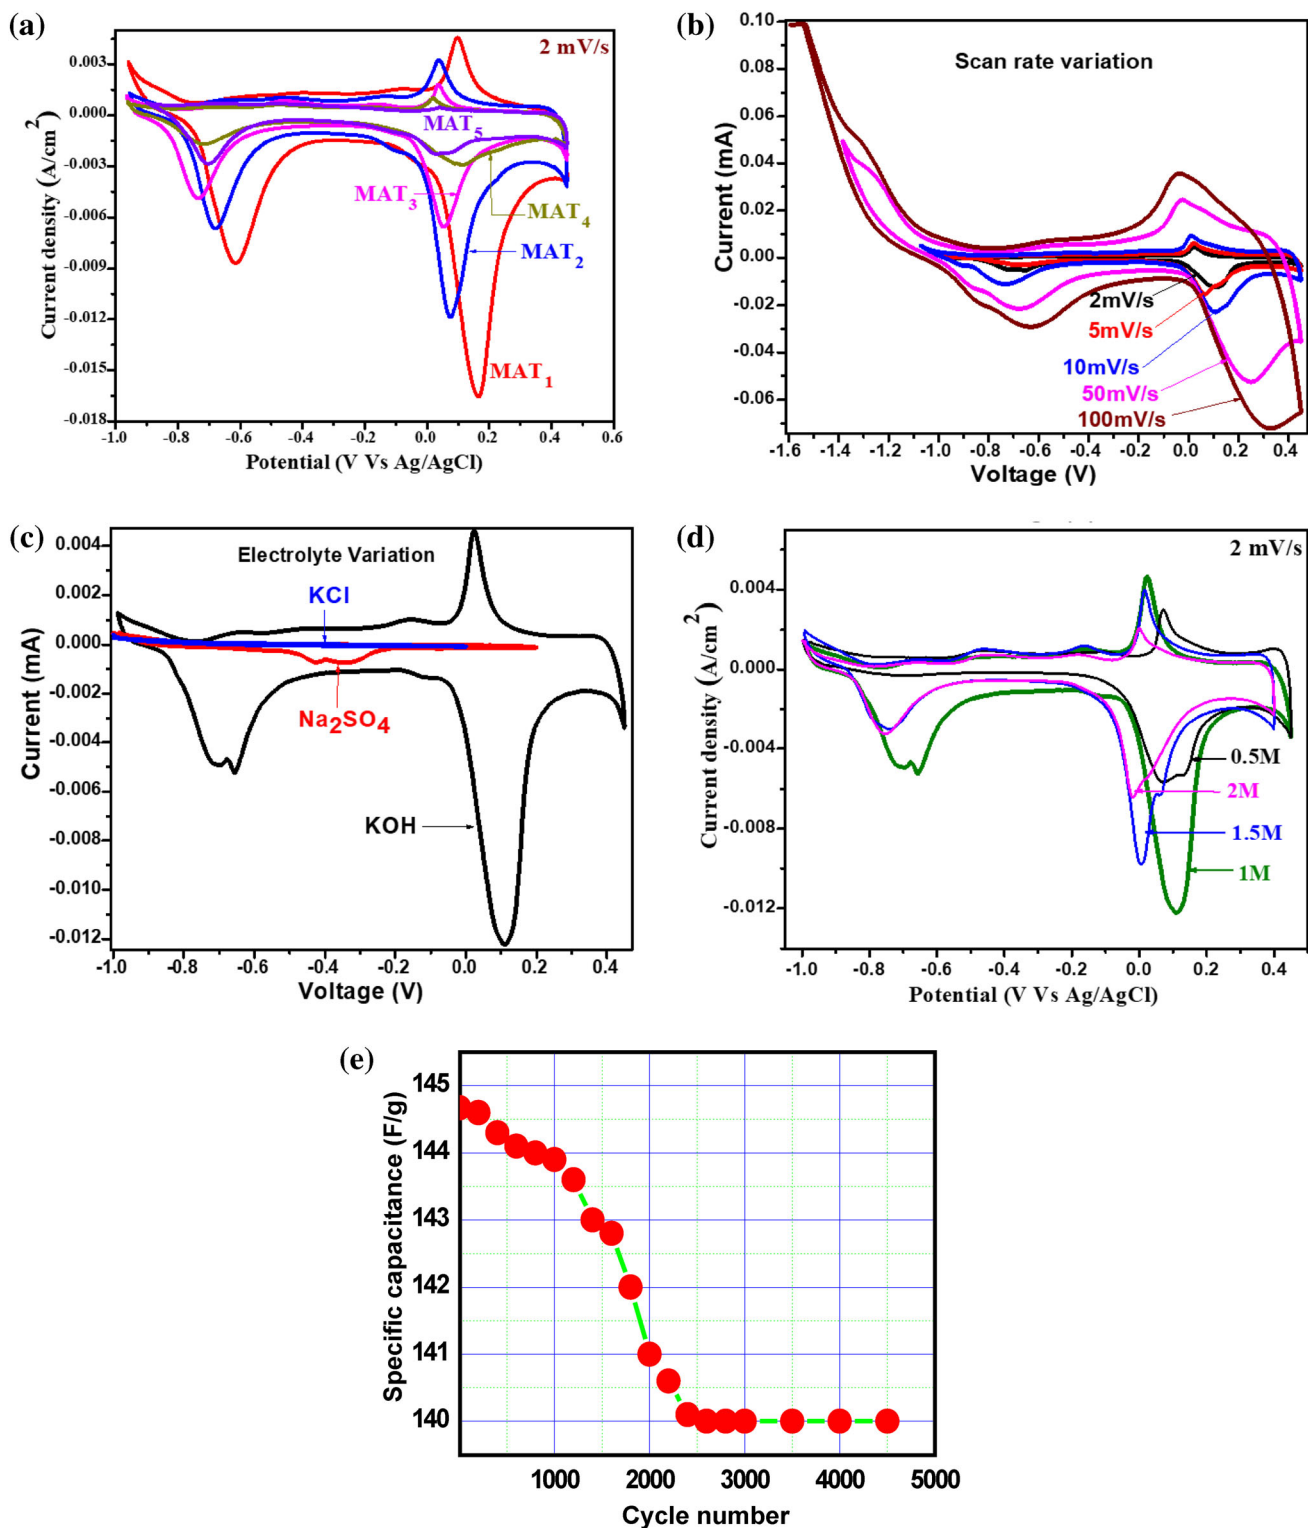 (a)
2 mV/s
0.003
0.000
-0.003
-0.006
-0.009
-0.012
-0.015
-0.018
-1.0 -0.8 -0.6 -0.4 -0.2 0.0 0.2 0.4 0.6
Current density (A/cm2)
Potential (V Vs Ag/AgCl)
MAT5
MAT3
MAT4
MAT2
MAT1
(b)
Scan rate variation
0.10
0.08
0.06
0.04
0.02
0.00
-0.02
-0.04
-0.06
-1.6 -1.4 -1.2 -1.0 -0.8 -0.6 -0.4 -0.2 0.0 0.2 0.4
Current (mA)
Voltage (V)
2mV/s
5mV/s
10mV/s
50mV/s
100mV/s
(c)
Electrolyte Variation
0.004
0.002
0.000
-0.002
-0.004
-0.006
-0.008
-0.010
-0.012
-1.0 -0.8 -0.6 -0.4 -0.2 0.0 0.2 0.4
Current (mA)
Voltage (V)
KCl
Na2SO4
KOH
(d)
2 mV/s
0.004
0.000
-0.004
-0.008
-0.012
-1.0 -0.8 -0.6 -0.4 -0.2 0.0 0.2 0.4
Current density (A/cm2)
Potential (V Vs Ag/AgCl)
0.5M
2M
1.5M
1M
(e)
145
144
143
142
141
140
1000 2000 3000 4000 5000
Specific capacitance (F/g)
Cycle number